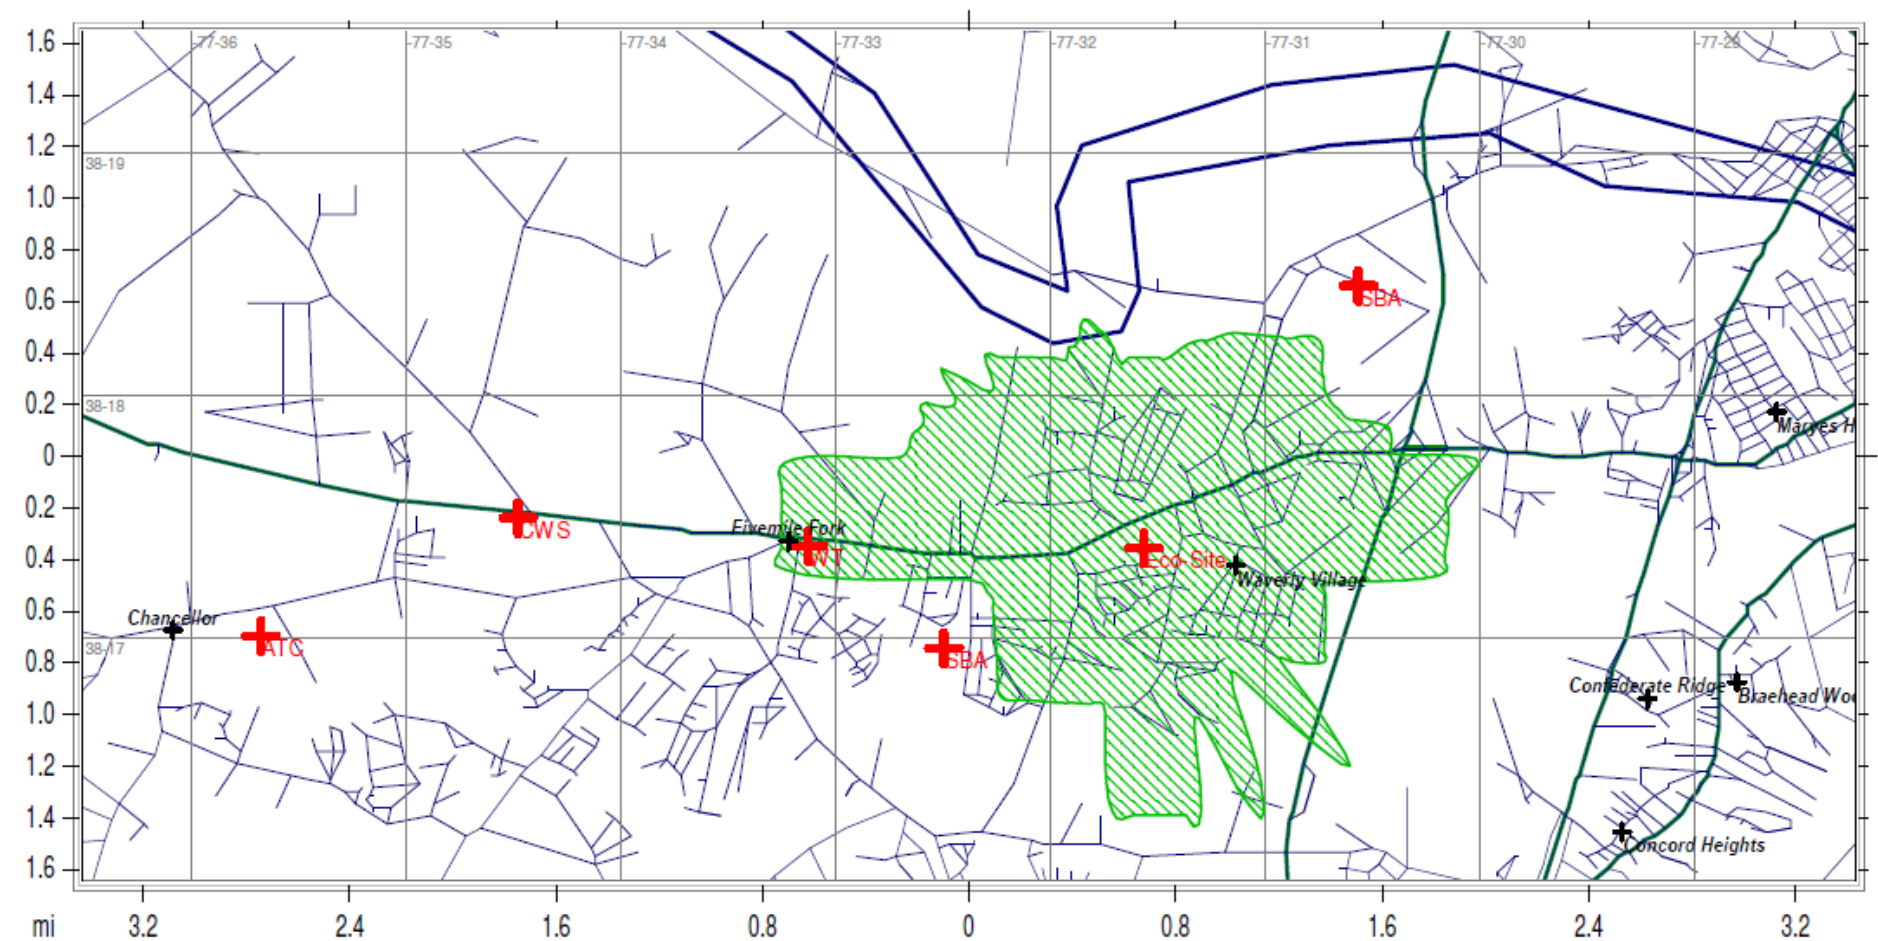 1.6
-77-36
-77-35
-77-34
-77-33
-77-32
-77-31
-77-30
-77-29
1.4
1.2
38-19
1.0
0.8
0.6
SBA
0.4
0.2
38-18
Maryes H
0
0.2
CWS
Fivemile Fork
0.4
WT
Eco-Site
Waverly Village
0.6
Chancellor
38-17
ATC
SBA
0.8
Confederate Ridge
Braehead Woo
1.0
1.2
1.4
Concord Heights
1.6
mi
3.2
2.4
1.6
0.8
0
0.8
1.6
2.4
3.2